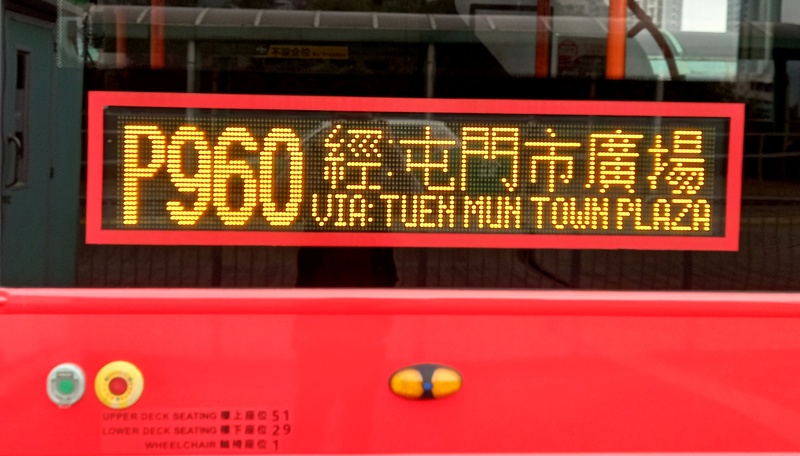 P960
經:屯門市廣場
VIA: TUEN MUN TOWN PLAZA
UPPER DECK SEATING 樓上座位 51
LOWER DECK SEATING 樓下座位 29
WHEELCHAIR 輪椅座位 1